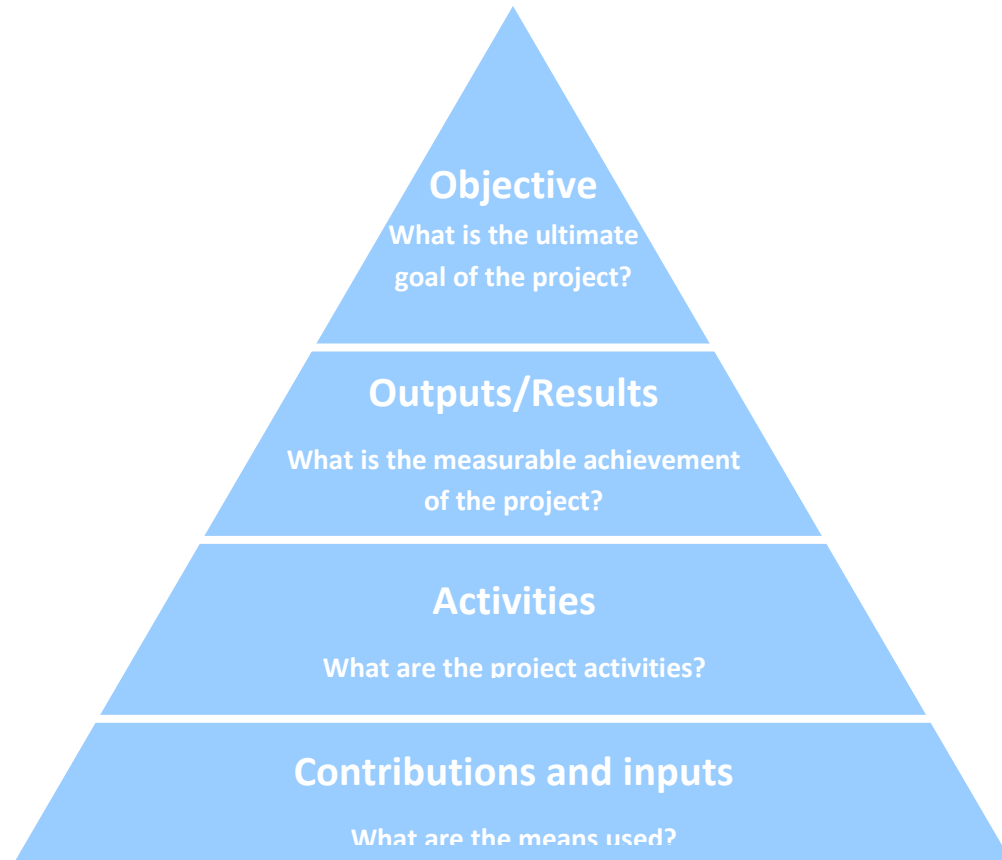 Objective
What is the ultimate
goal of the project?
Outputs/Results
What is the measurable achievement
of the project?
Activities
What are the project activities?
Contributions and inputs
What are the means used?